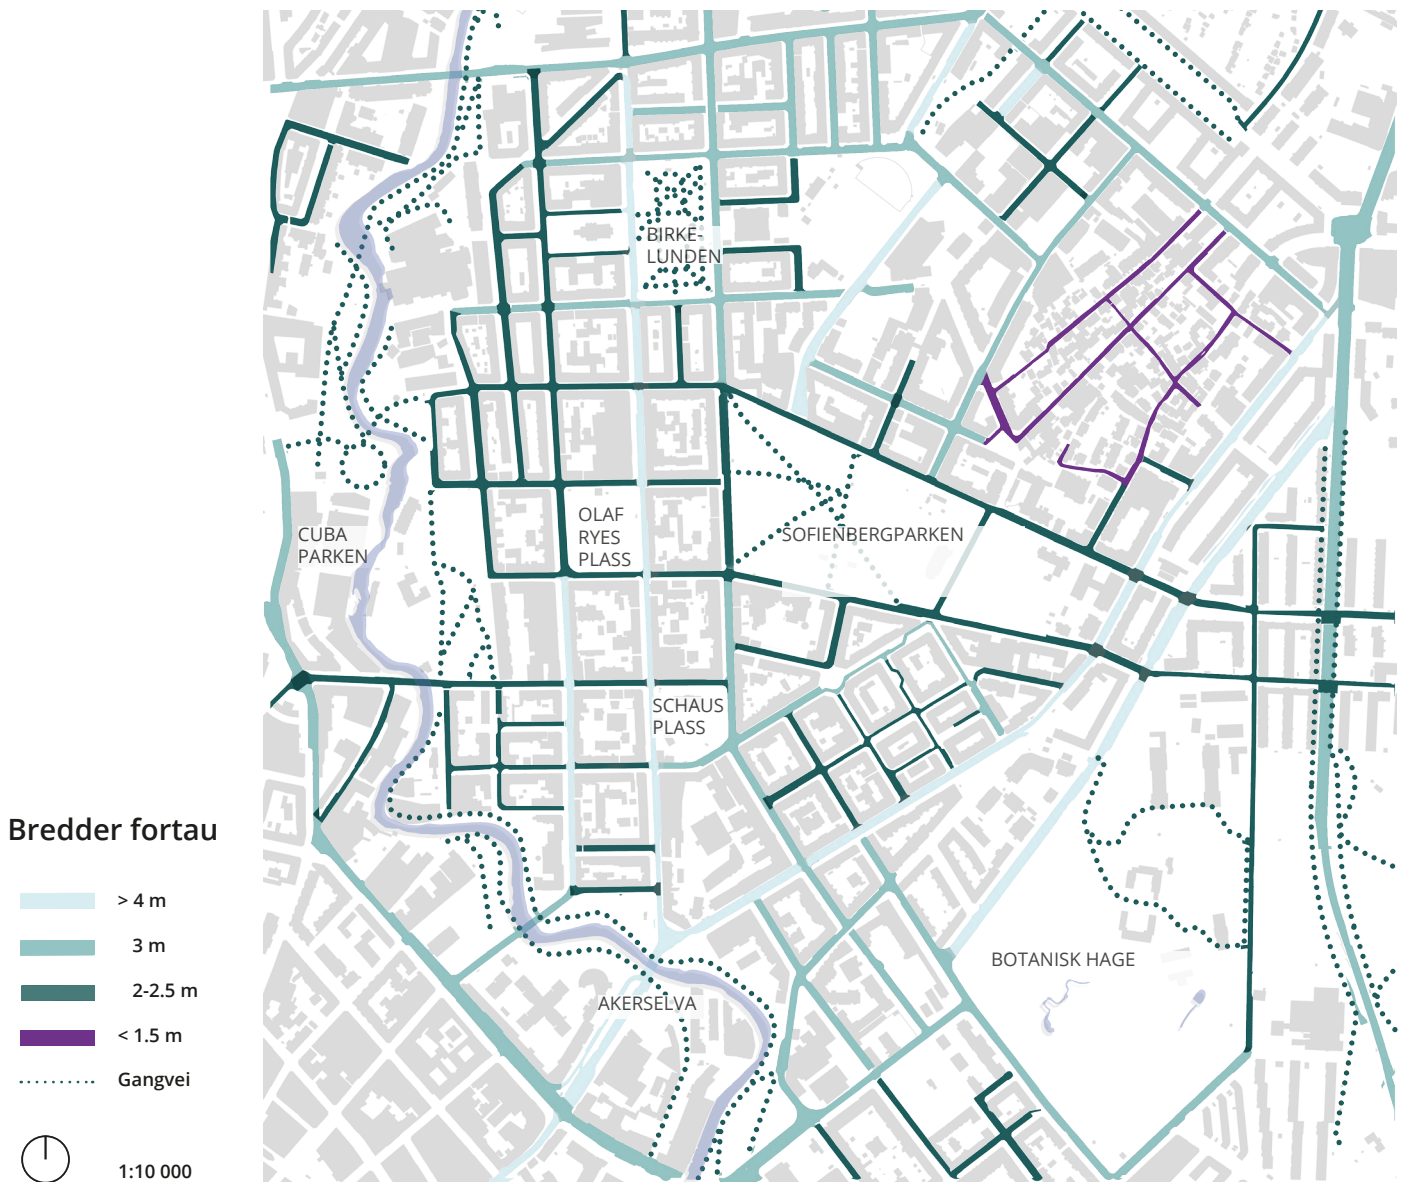 BIRKE-
LUNDEN
OLAF
RYES
PLASS
CUBA
PARKEN
SOFIENBERGPARKEN
SCHAUS
PLASS
BOTANISK HAGE
AKERSELVA
Bredder fortau
> 4 m
3 m
2-2.5 m
< 1.5 m
Gangvei
1:10 000